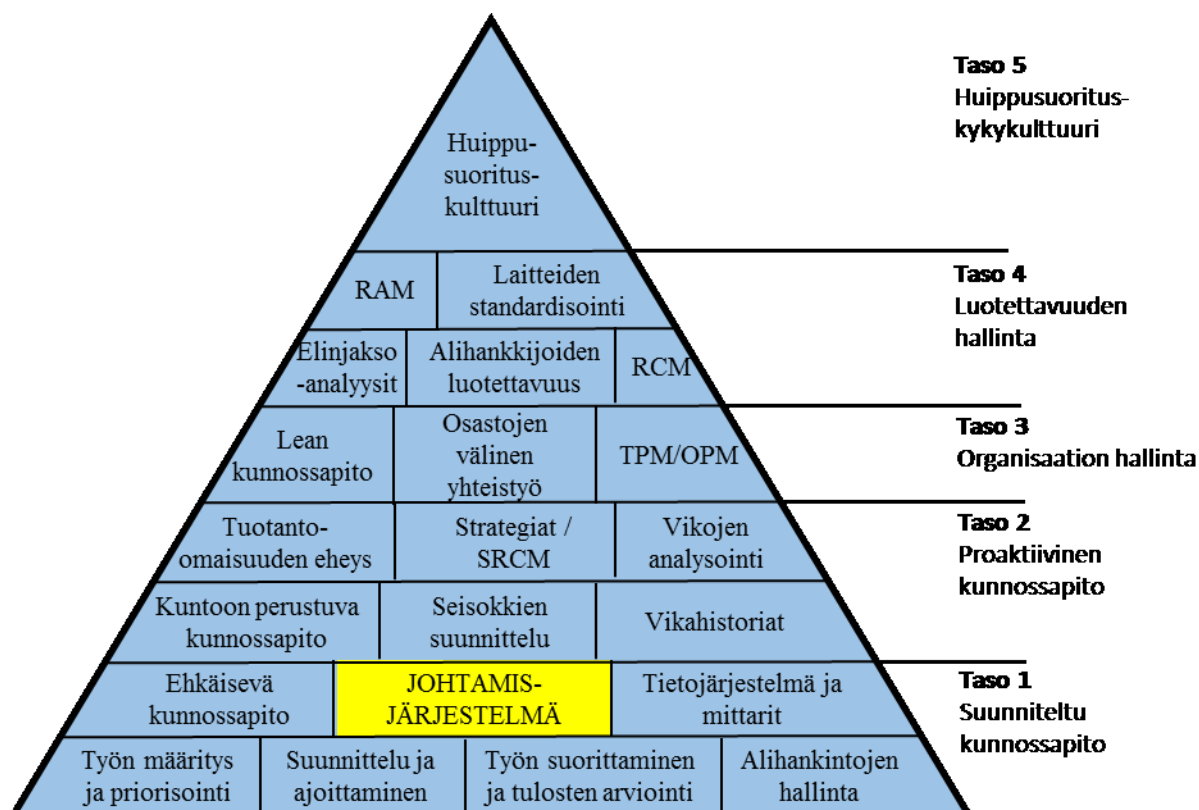 Huippu-
suoritus-
kulttuuri
Taso 5
Huippusuoritus-
kykykulttuuri
RAM
Laitteiden
standardisointi
Elinjakso
-analyysit
Alihankkijoiden
luotettavuus
RCM
Taso 4
Luotettavuuden
hallinta
Lean
kunnossapito
Osastojen
välinen
yhteistyö
TPM/OPM
Taso 3
Organisaation hallinta
Tuotanto-
omaisuuden eheys
Strategiat /
SRCM
Vikojen
analysointi
Kuntoon perustuva
kunnossapito
Seisokkien
suunnittelu
Vikahistoriat
Taso 2
Proaktiivinen
kunnossapito
Ehkäisevä
kunnossapito
JOHTAMIS-
JÄRJESTELMÄ
Tietojärjestelmä ja
mittarit
Työn määritys
ja priorisointi
Suunnittelu ja
ajoittaminen
Työn suorittaminen
ja tulosten arviointi
Alihankintojen
hallinta
Taso 1
Suunniteltu
kunnossapito